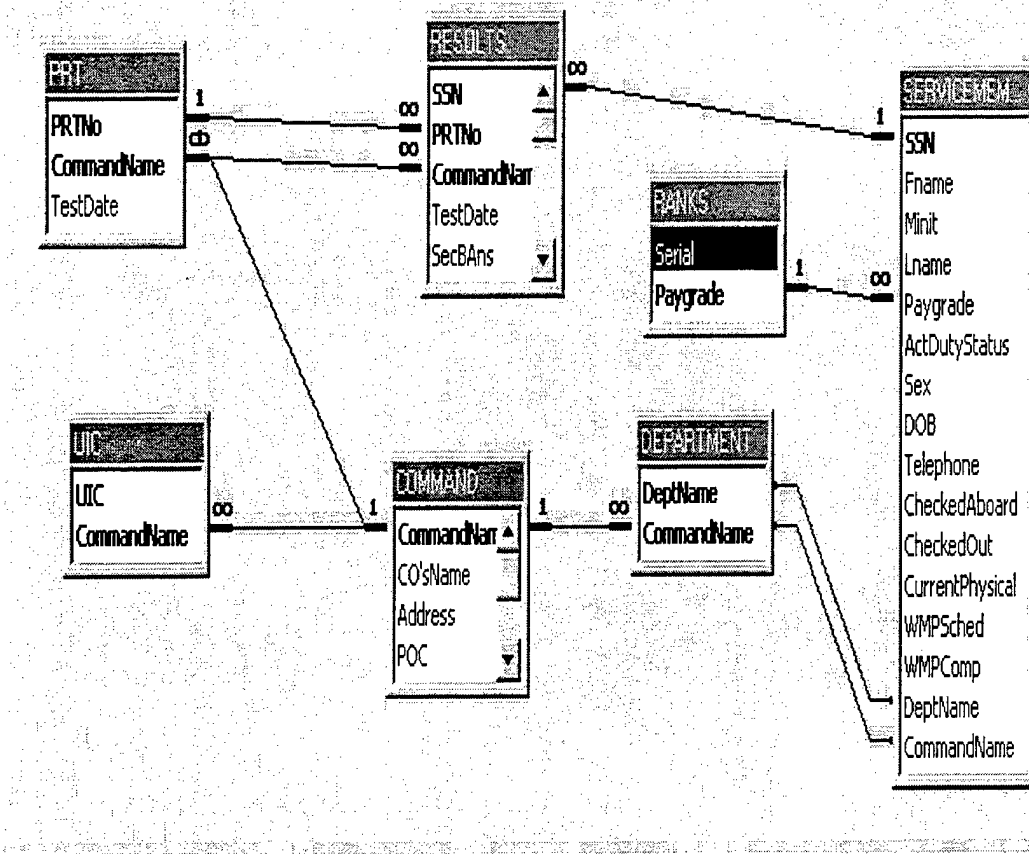 PRT
PRTNo
CommandName
TestDate
1
cb
RESULTS
SSN
PRTNo
CommandNam
TestDate
SecBAns
∞
∞
∞
SERVICEMEM
1
SSN
Fname
Minit
Lname
Paygrade
ActDutyStatus
Sex
DOB
Telephone
CheckedAboard
CheckedOut
CurrentPhysical
WMPSched
WMPComp
DeptName
CommandName
RANKS
Serial
Paygrade
1
∞
UIC
UIC
CommandName
∞
1
COMMAND
CommandNam
CO'sName
Address
POC
1
∞
DEPARTMENT
DeptName
CommandName